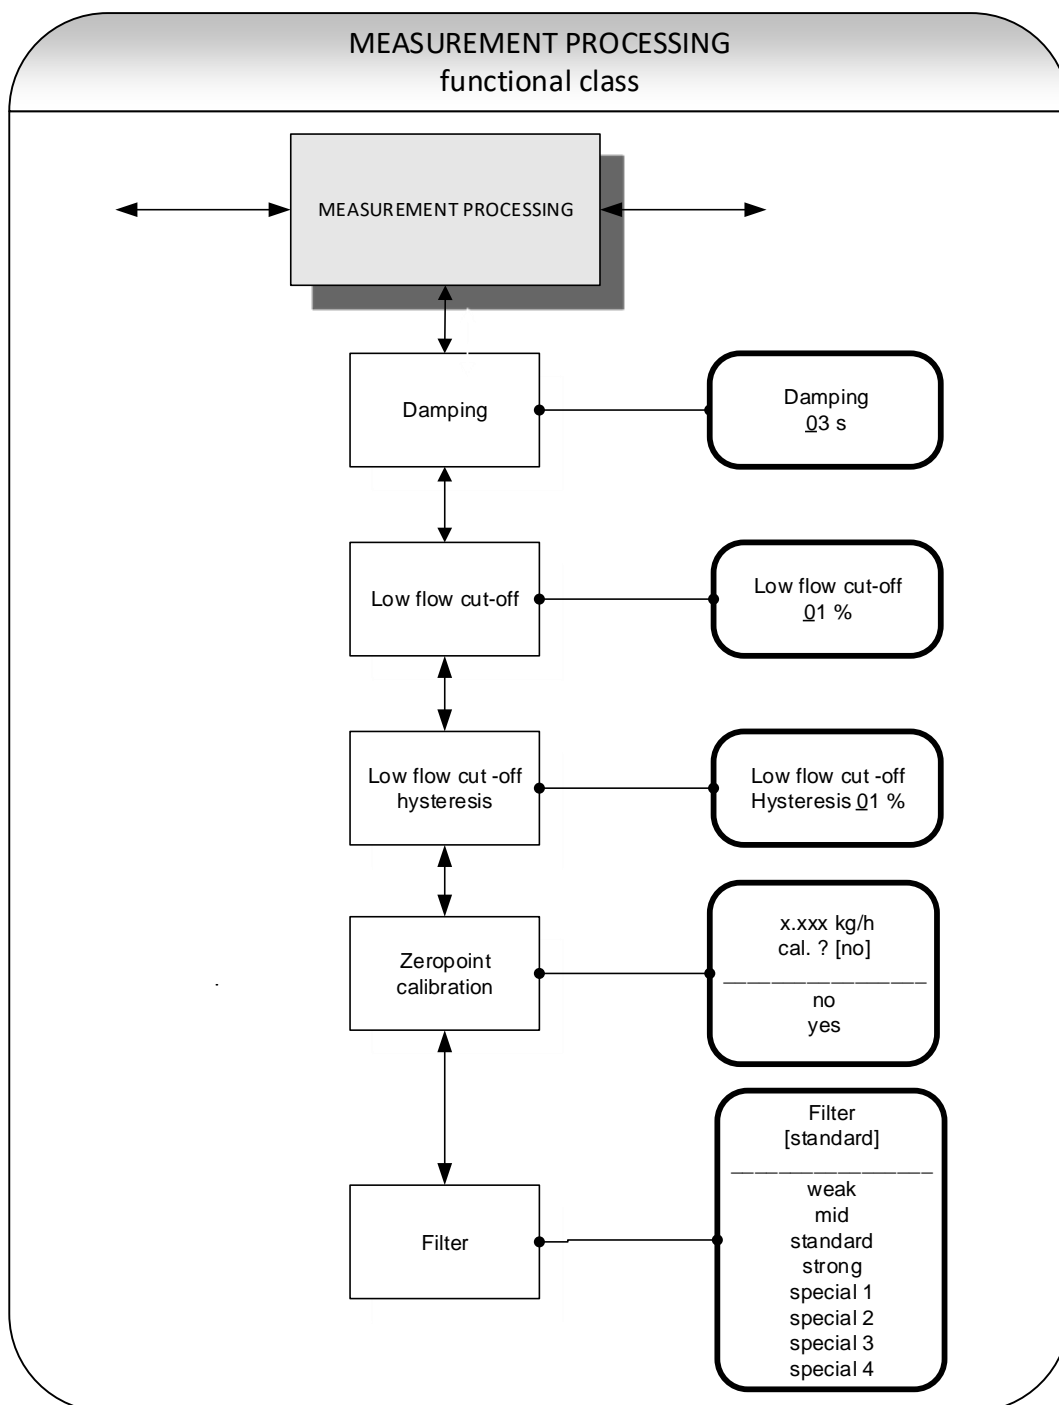 MEASUREMENT PROCESSING
functional class
MEASUREMENT PROCESSING
Damping
Damping
03 s
Low flow cut-off
Low flow cut-off
01 %
Low flow cut -off
hysteresis
Low flow cut -off
Hysteresis 01 %
Zeropoint
calibration
x.xxx kg/h
cal. ? [no]
no
yes
Filter
Filter
[standard]
weak
mid
standard
strong
special 1
special 2
special 3
special 4